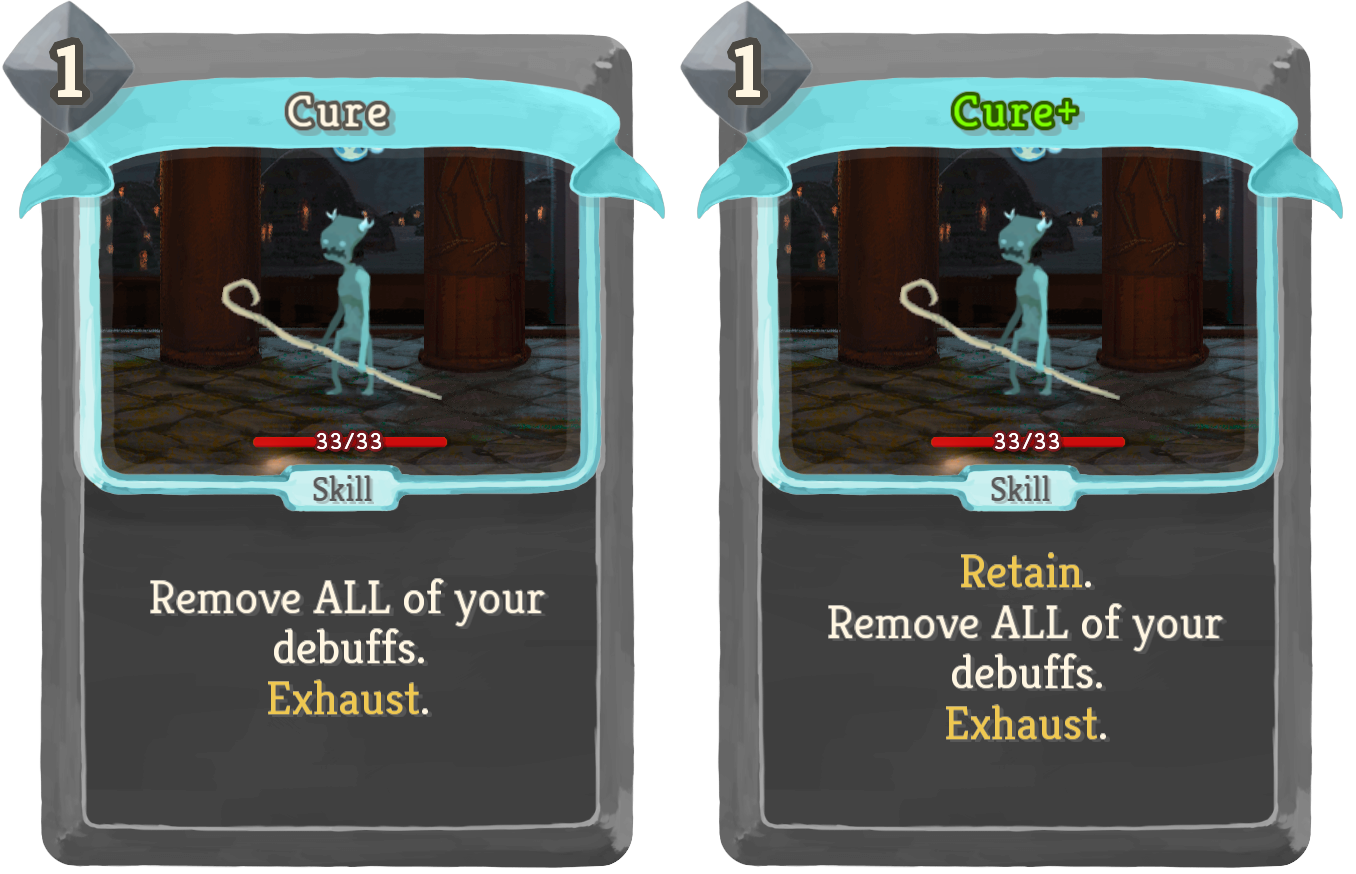 1
Cure
33/33
Skill
Remove ALL of your
debuffs.
Exhaust.
1
Cure+
33/33
Skill
Retain.
Remove ALL of your
debuffs.
Exhaust.